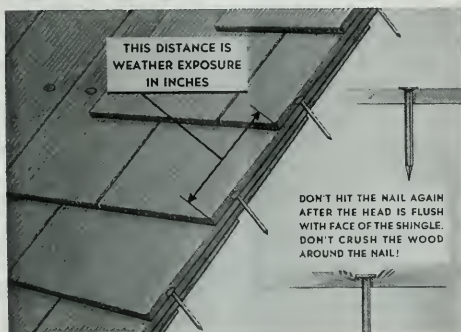 THIS DISTANCE IS
WEATHER EXPOSURE
IN INCHES
DON'T HIT THE NAIL AGAIN
AFTER THE HEAD IS FLUSH
WITH FACE OF THE SHINGLE.
DON'T CRUSH THE WOOD
AROUND THE NAIL!